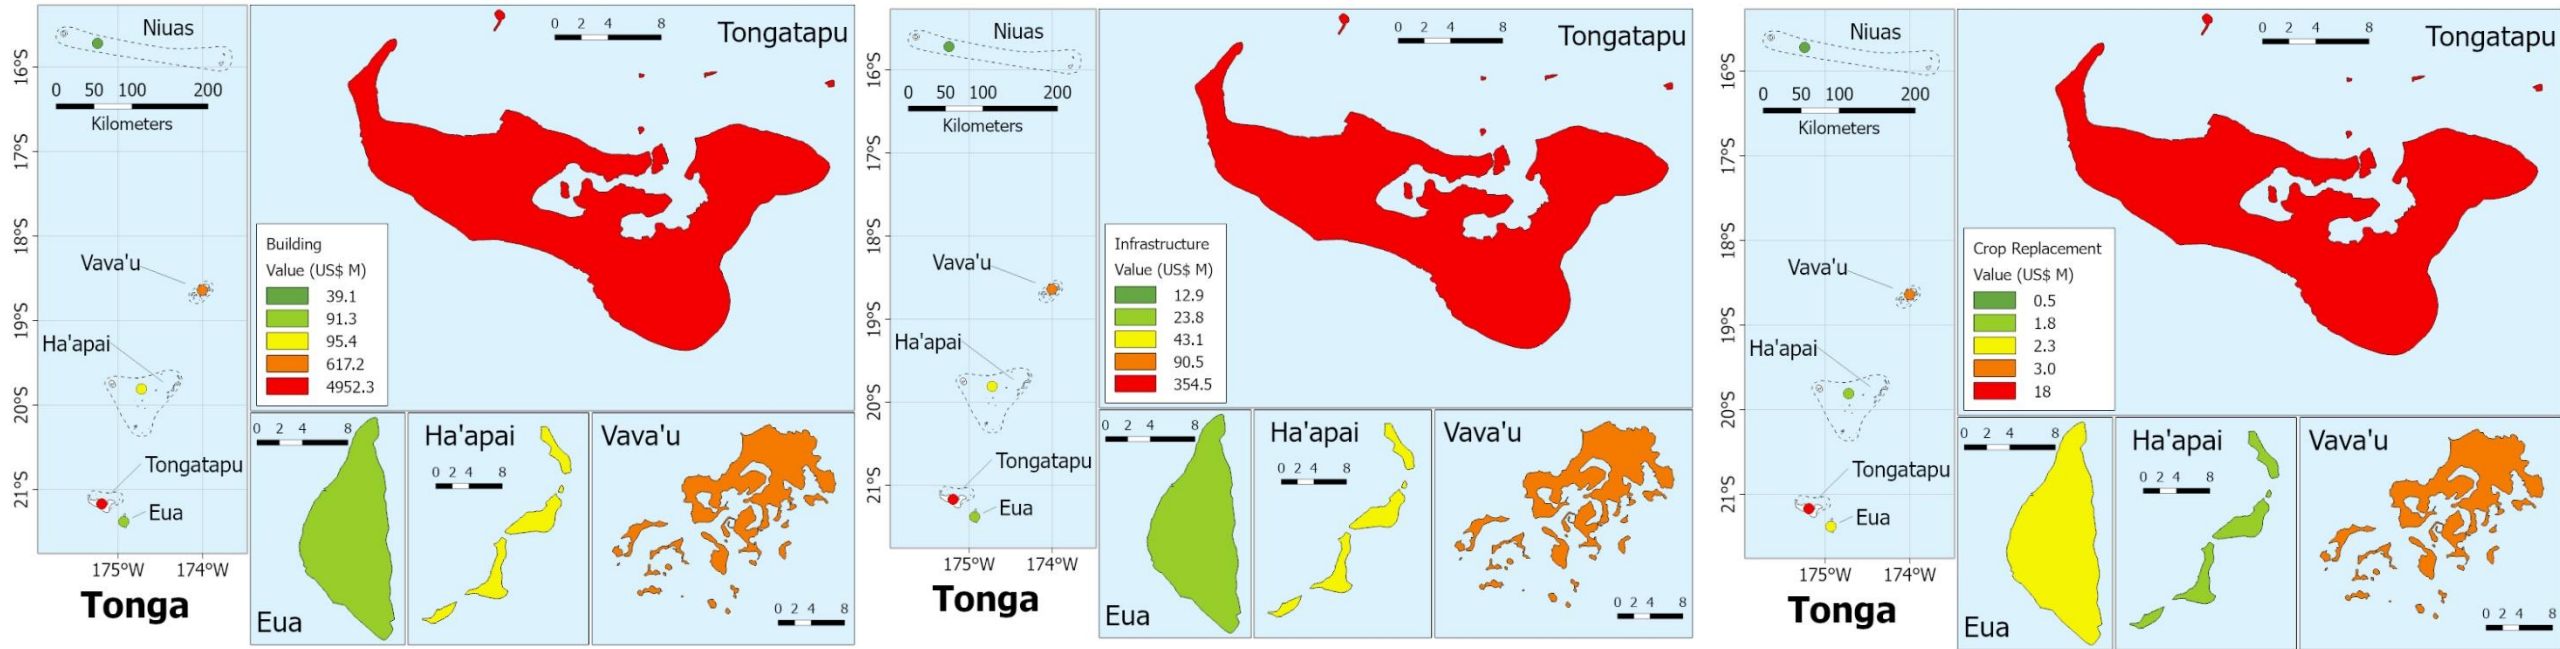 Niuas
0 50 100 200
Kilometers
16°S
17°S
18°S
19°S
20°S
21°S
Vava'u
Ha'apai
Tongatapu
Eua
175°W 174°W
Tonga
0 2 4 8
Tongatapu
Building
Value (US$ M)
39.1
91.3
95.4
617.2
4952.3
0 2 4 8
Eua
Ha'apai
0 2 4 8
Vava'u
0 2 4 8
Niuas
0 50 100 200
Kilometers
16°S
17°S
18°S
19°S
20°S
21°S
Vava'u
Ha'apai
Tongatapu
Eua
175°W 174°W
Tonga
0 2 4 8
Tongatapu
Infrastructure
Value (US$ M)
12.9
23.8
43.1
90.5
354.5
0 2 4 8
Eua
Ha'apai
0 2 4 8
Vava'u
0 2 4 8
Niuas
0 50 100 200
Kilometers
16°S
17°S
18°S
19°S
20°S
21°S
Vava'u
Ha'apai
Tongatapu
Eua
175°W 174°W
Tonga
0 2 4 8
Tongatapu
Crop Replacement
Value (US$ M)
0.5
1.8
2.3
3.0
18
0 2 4 8
Eua
Ha'apai
0 2 4 8
Vava'u
0 2 4 8